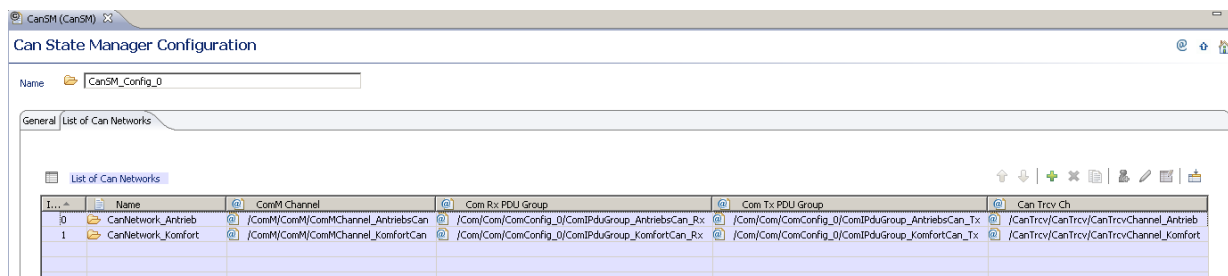 CanSM (CanSM)
Can State Manager Configuration
Name CanSM_Config_0
General List of Can Networks
List of Can Networks
I... Name ComM Channel Com Rx PDU Group Com Tx PDU Group Can Trcv Ch
0 CanNetwork_Antrieb /ComM/ComM/ComMChannel_AntriebsCan /Com/Com/ComConfig_0/ComIPduGroup_AntriebsCan_Rx /Com/Com/ComConfig_0/ComIPduGroup_AntriebsCan_Tx /CanTrcv/CanTrcv/CanTrcvChannel_Antrieb
1 CanNetwork_Komfort /ComM/ComM/ComMChannel_KomfortCan /Com/Com/ComConfig_0/ComIPduGroup_KomfortCan_Rx /Com/Com/ComConfig_0/ComIPduGroup_KomfortCan_Tx /CanTrcv/CanTrcv/CanTrcvChannel_Komfort